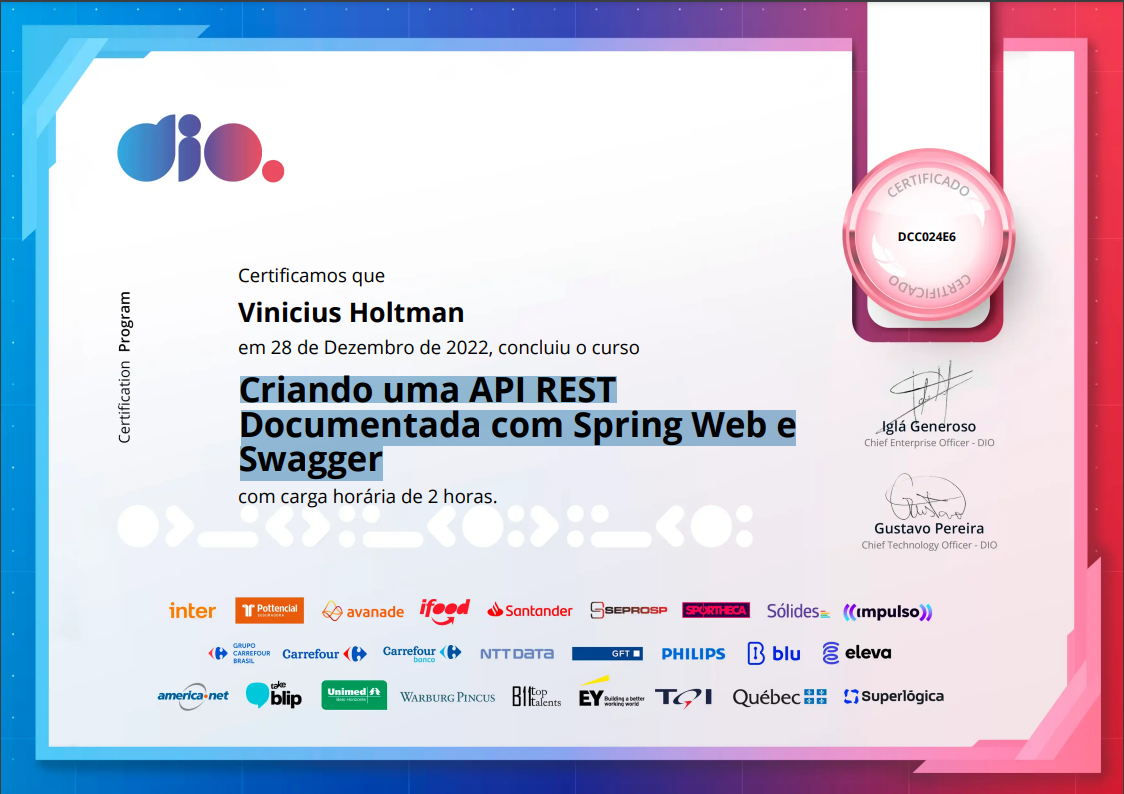 dio.
CERTIFICADO
DCC024E6
CERTIFICADO
Certification Program
Certificamos que
Vinicius Holtman
em 28 de Dezembro de 2022, concluiu o curso
Criando uma API REST
Documentada com Spring Web e
Swagger
com carga horária de 2 horas.
Iglá Generoso
Chief Enterprise Officer - DIO
Gustavo
Gustavo Pereira
Chief Technology Officer - DIO
inter Pottencial SEGURADORA avanade ifood Santander SEPROSP SPORTHECA Sólides impulso
GRUPO CARREFOUR BRASIL Carrefour Carrefour banco NTT DATA GFT PHILIPS blu eleva
america.net take blip Unimed WARBURG PINCUS B11 top talents EY Building a better working world TQI Québec Superlógica